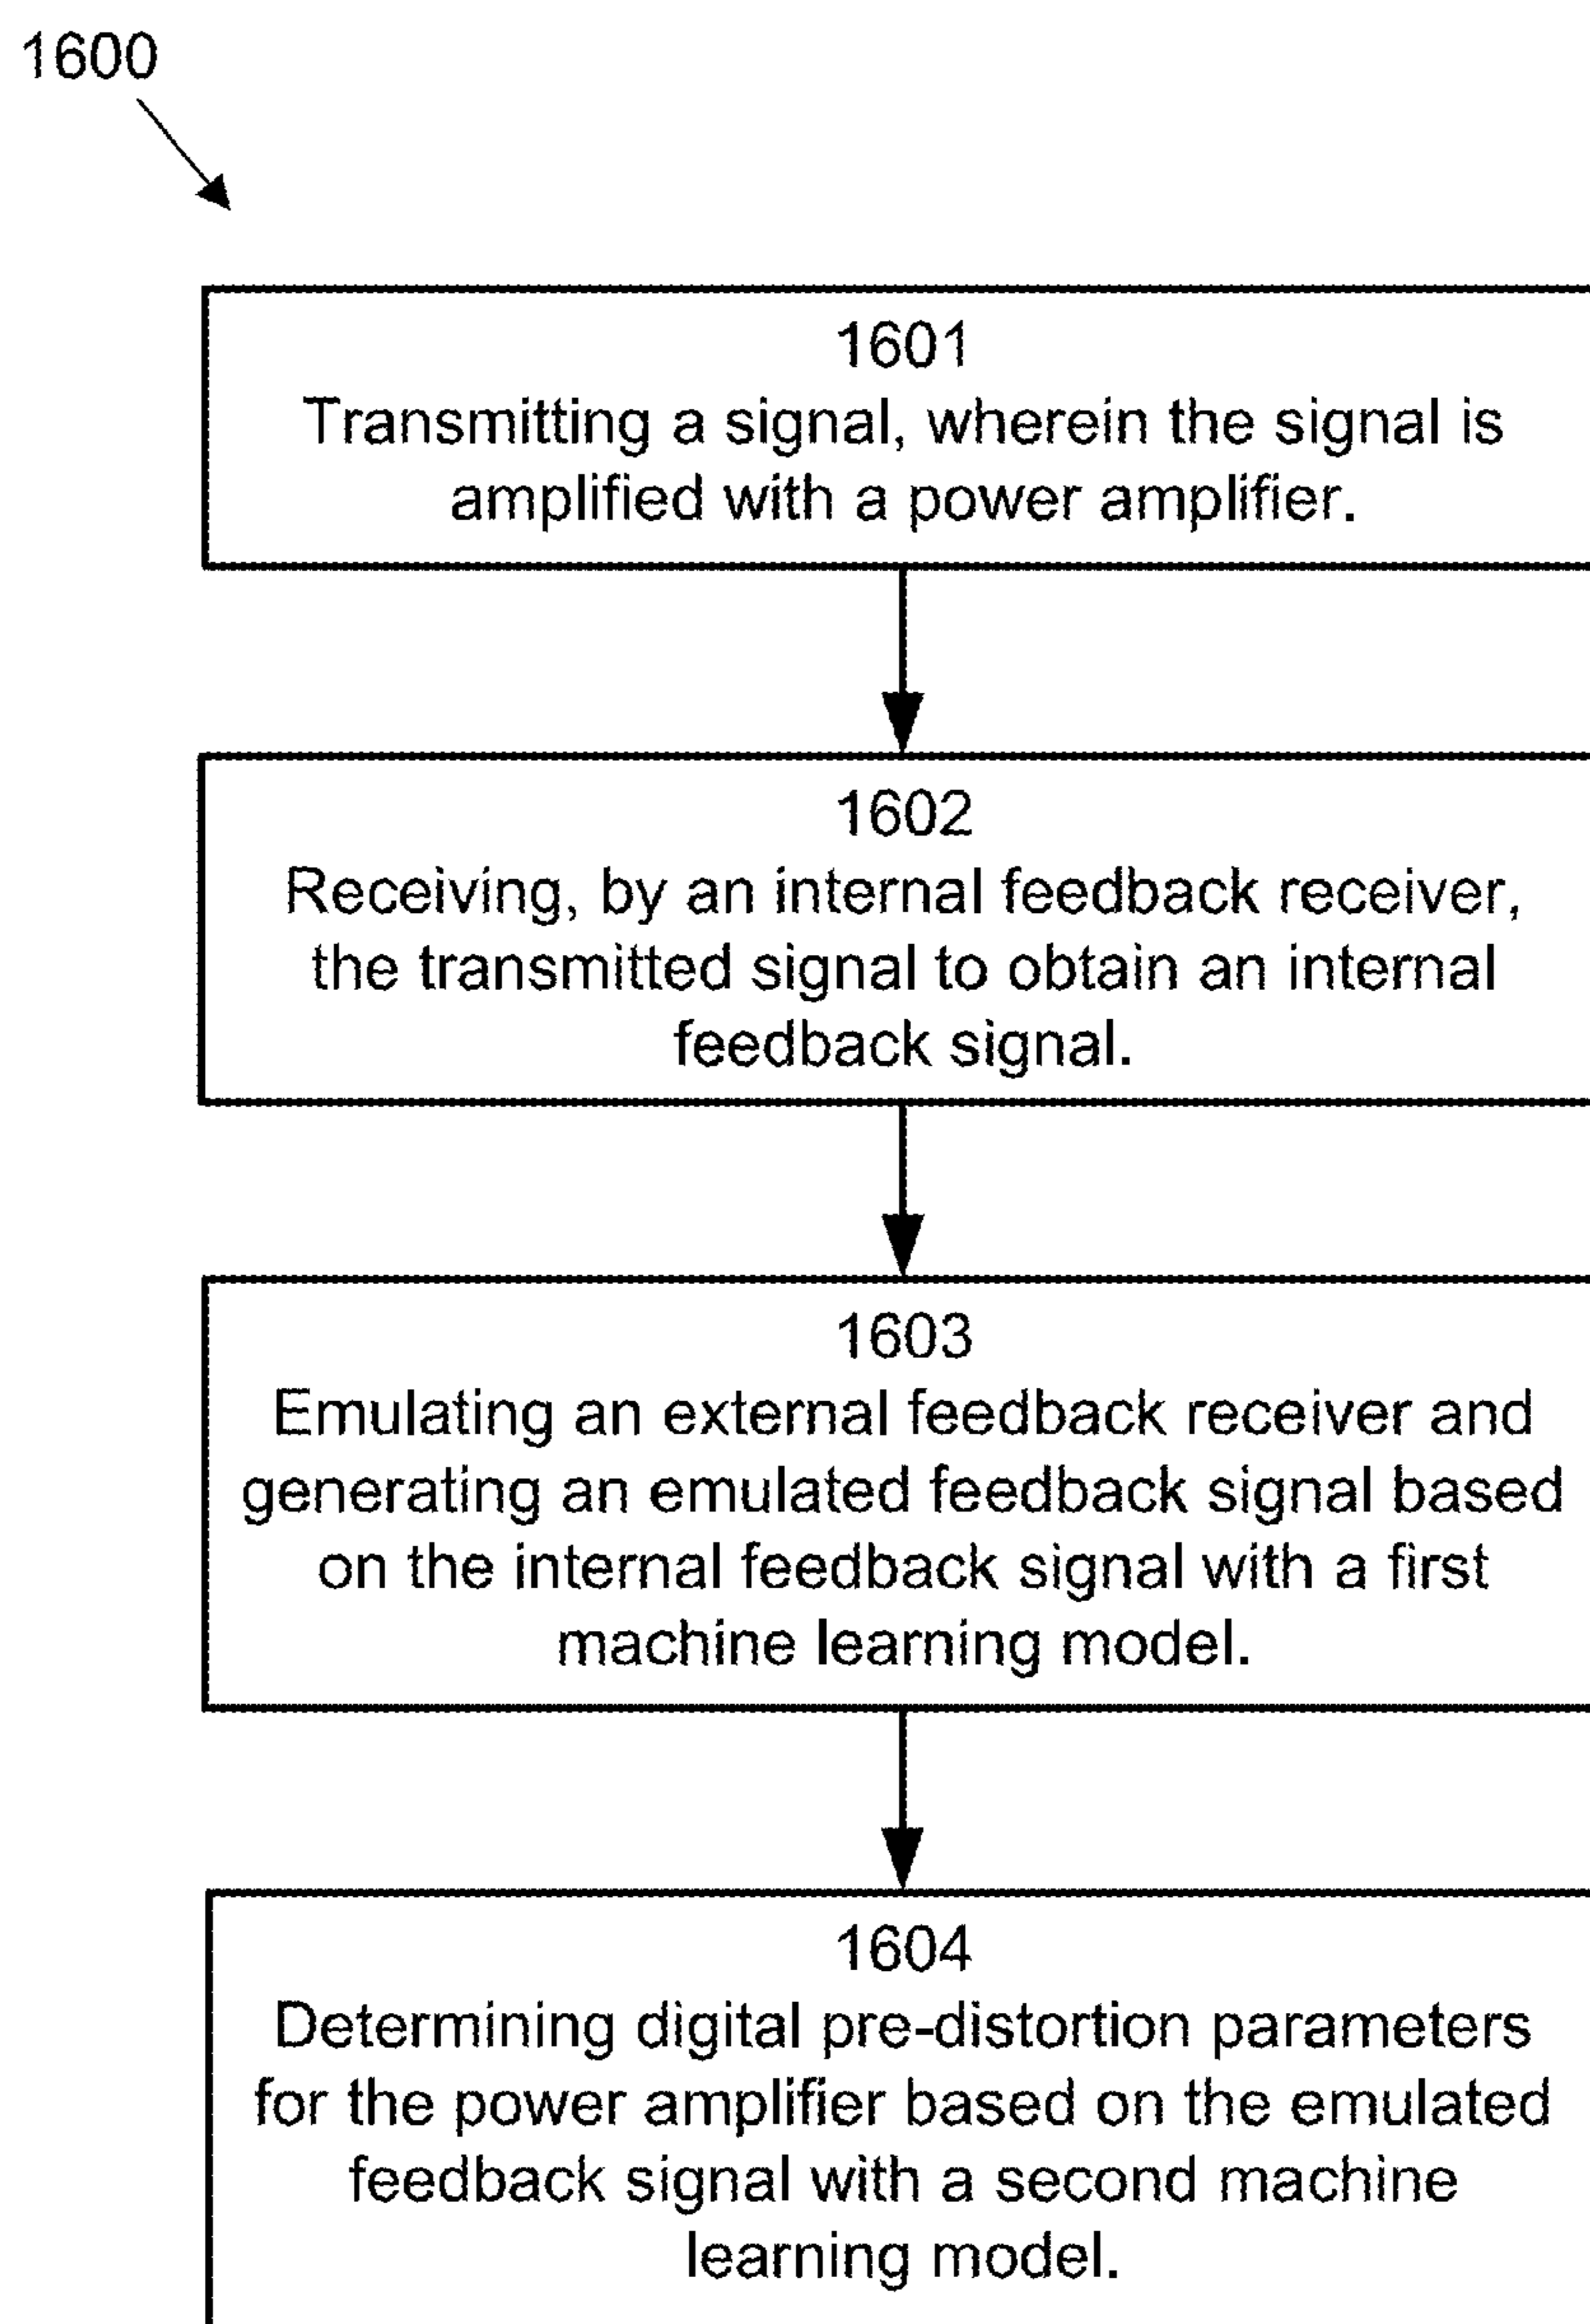 1600
1601
Transmitting a signal, wherein the signal is
amplified with a power amplifier.
1602
Receiving, by an internal feedback receiver,
the transmitted signal to obtain an internal
feedback signal.
1603
Emulating an external feedback receiver and
generating an emulated feedback signal based
on the internal feedback signal with a first
machine learning model.
1604
Determining digital pre-distortion parameters
for the power amplifier based on the emulated
feedback signal with a second machine
learning model.